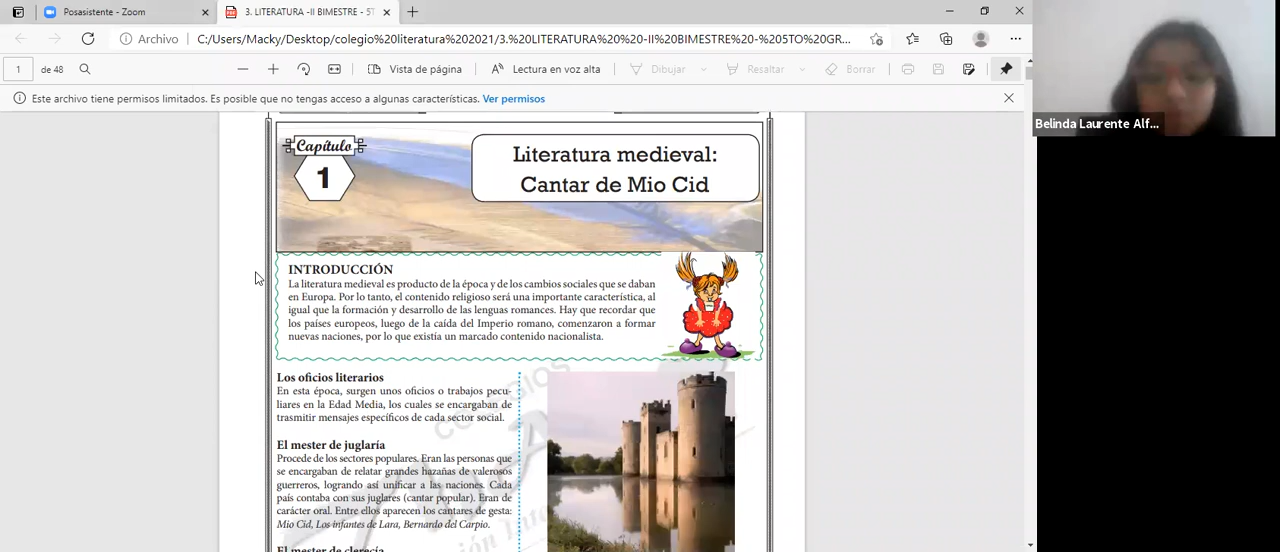 Posasistente - Zoom
3. LITERATURA -II BIMESTRE - 5T
Archivo
C:/Users/Macky/Desktop/colegio%20literatura%202021/3.%20LITERATURA%20%20-II%20BIMESTRE%20-%205TO%20GR...
1 de 48
Vista de página
Lectura en voz alta
Dibujar
Resaltar
Borrar
Este archivo tiene permisos limitados. Es posible que no tengas acceso a algunas características. Ver permisos
Belinda Laurente Alf...
Capítulo
1
Literatura medieval:
Cantar de Mio Cid
INTRODUCCIÓN
La literatura medieval es producto de la época y de los cambios sociales que se daban
en Europa. Por lo tanto, el contenido religioso será una importante característica, al
igual que la formación y desarrollo de las lenguas romances. Hay que recordar que
los países europeos, luego de la caída del Imperio romano, comenzaron a formar
nuevas naciones, por lo que existía un marcado contenido nacionalista.
Los oficios literarios
En esta época, surgen unos oficios o trabajos pecu-
liares en la Edad Media, los cuales se encargaban de
trasmitir mensajes específicos de cada sector social.
El mester de juglaría
Procede de los sectores populares. Eran las personas que
se encargaban de relatar grandes hazañas de valerosos
guerreros, logrando así unificar a las naciones. Cada
país contaba con sus juglares (cantar popular). Eran de
carácter oral. Entre ellos aparecen los cantares de gesta:
Mio Cid, Los infantes de Lara, Bernardo del Carpio.
El mester de clerecía
COLEGIOS